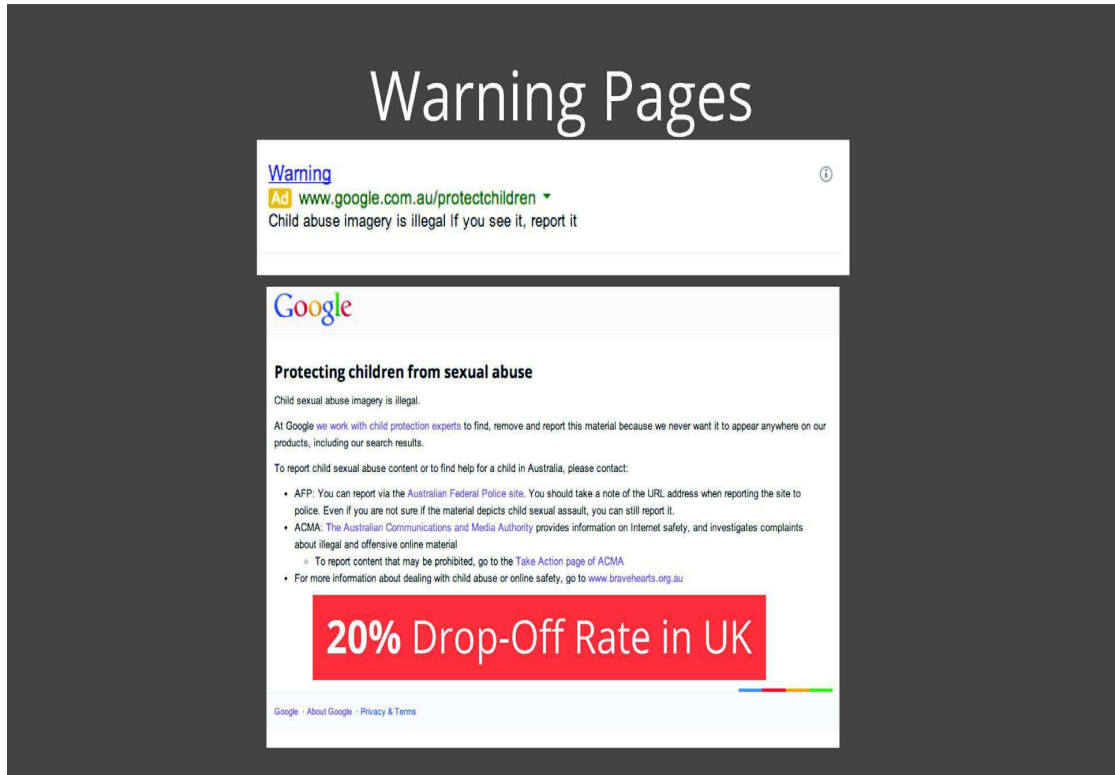 Warning Pages
Warning
Ad www.google.com.au/protectchildren
Child abuse imagery is illegal If you see it, report it
Google
Protecting children from sexual abuse
Child sexual abuse imagery is illegal.
At Google we work with child protection experts to find, remove and report this material because we never want it to appear anywhere on our
products, including our search results.
To report child sexual abuse content or to find help for a child in Australia, please contact:
• AFP: You can report via the Australian Federal Police site. You should take a note of the URL address when reporting the site to
police. Even if you are not sure if the material depicts child sexual assault, you can still report it.
• ACMA: The Australian Communications and Media Authority provides information on Internet safety, and investigates complaints
about illegal and offensive online material
◦ To report content that may be prohibited, go to the Take Action page of ACMA
• For more information about dealing with child abuse or online safety, go to www.bravehearts.org.au
20% Drop-Off Rate in UK
Google · About Google · Privacy & Terms